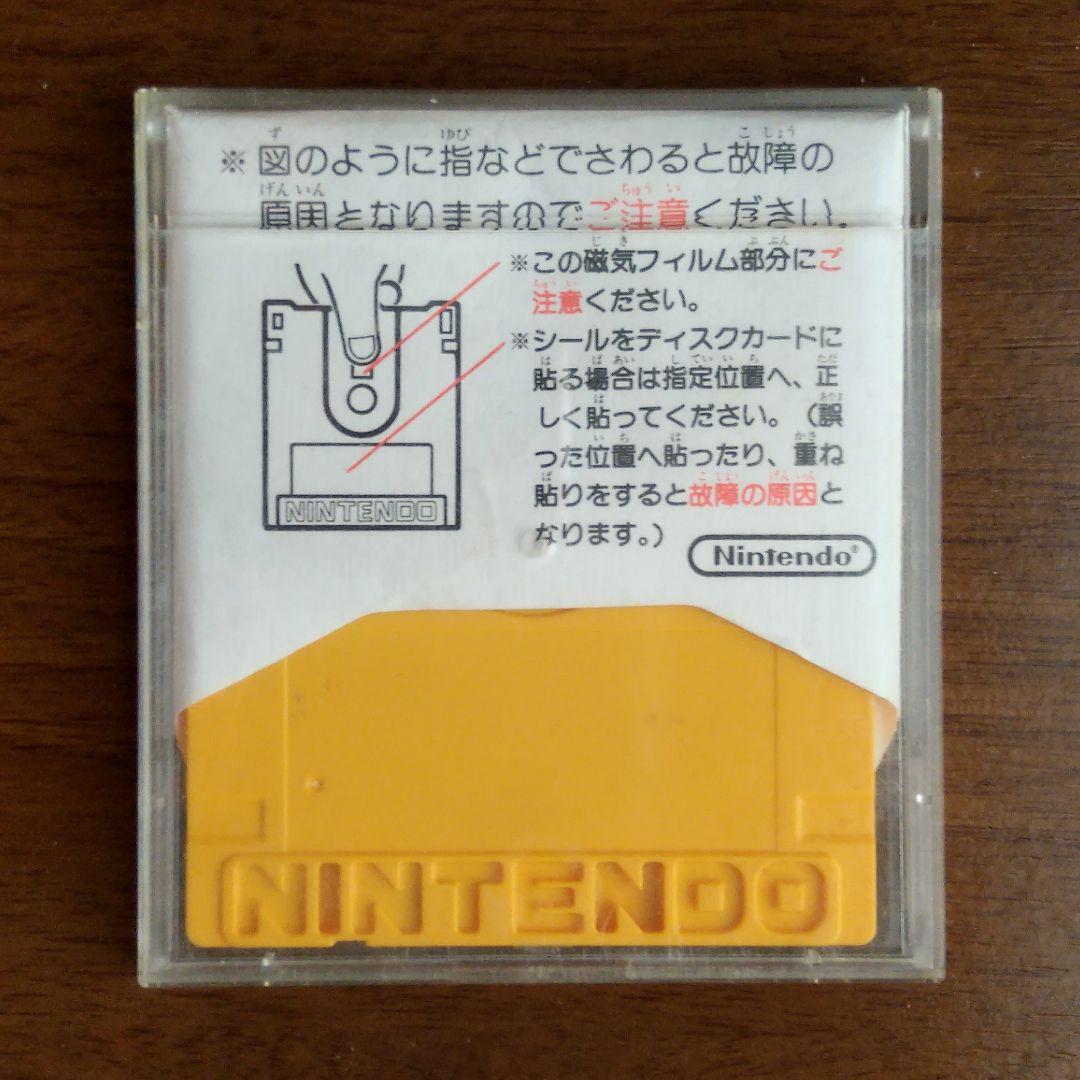 ※図のように指などでさわると故障の
原因となりますのでご注意ください。
※この磁気フィルム部分にご
注意ください。
※シールをディスクカードに
貼る場合は指定位置へ、正
しく貼ってください。（誤
った位置へ貼ったり、重ね
貼りをすると故障の原因と
なります。）
NINTENDO
Nintendo®
NINTENDO